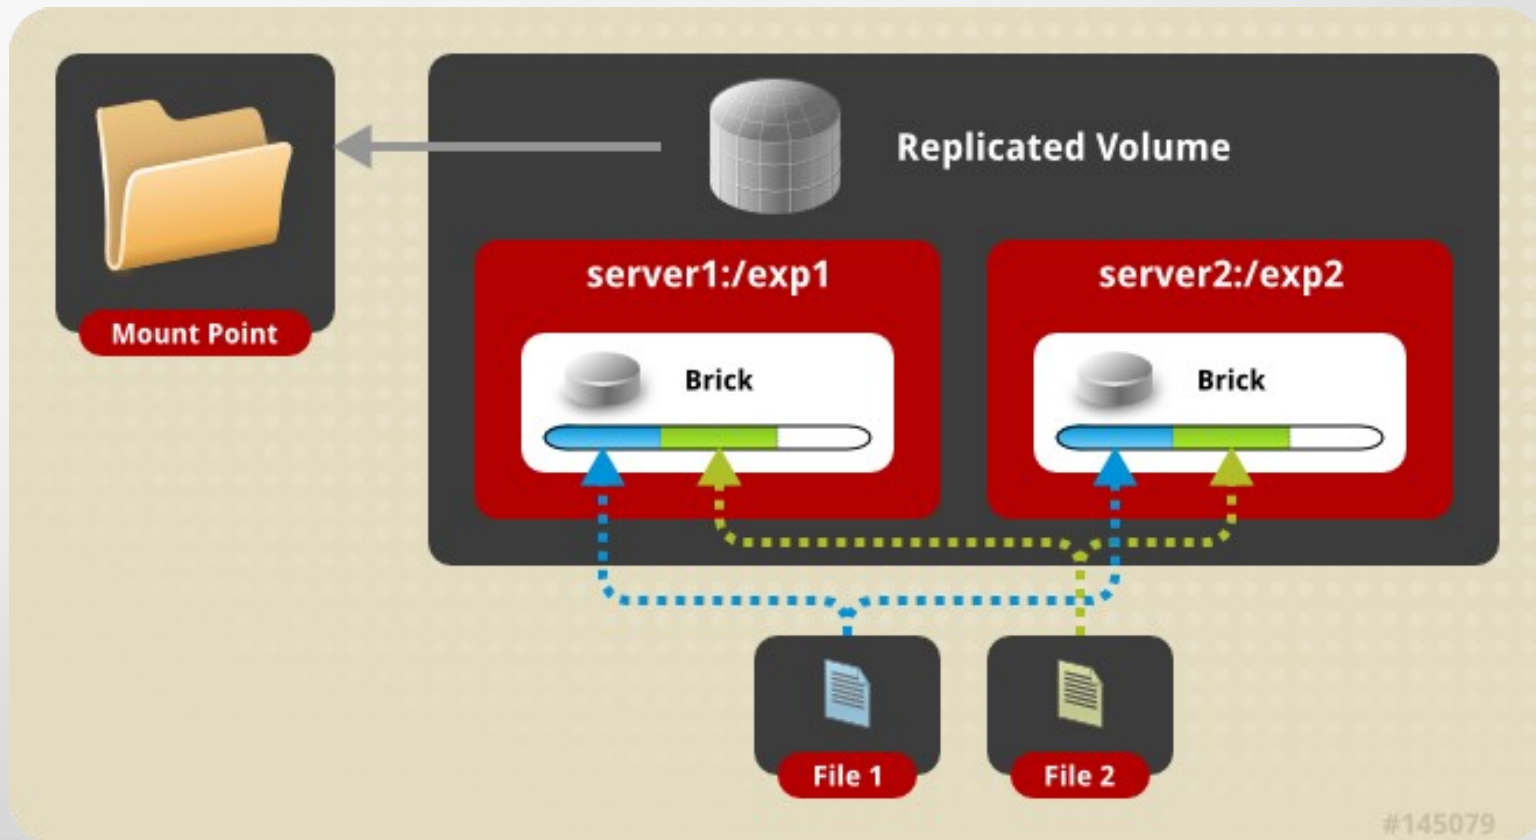 Replicated Volume
Mount Point
server1:/exp1
server2:/exp2
Brick
Brick
File 1
File 2
#145079